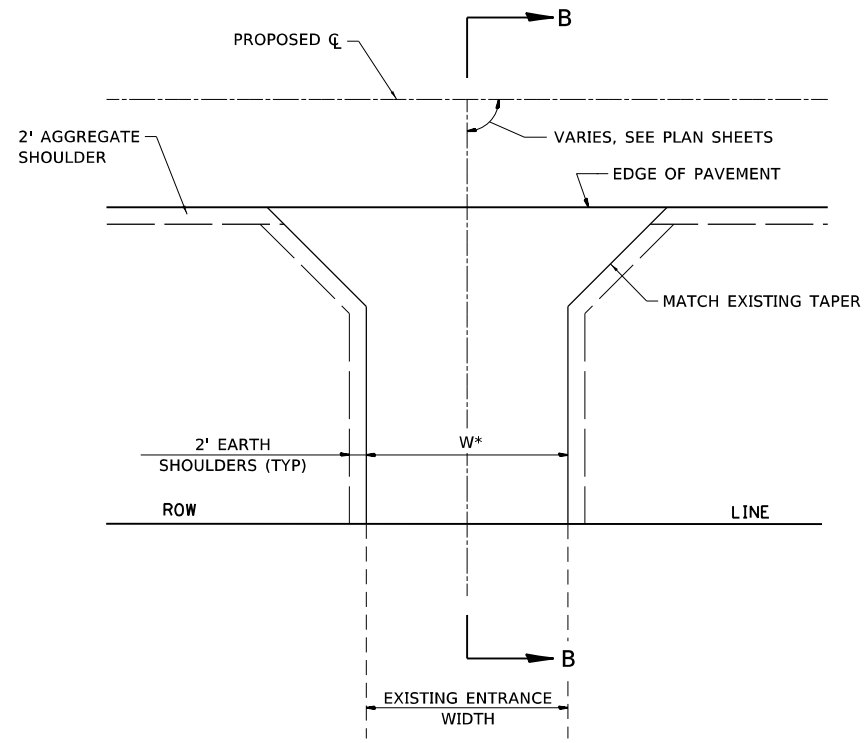 B
PROPOSED ℄
2' AGGREGATE
SHOULDER
VARIES, SEE PLAN SHEETS
EDGE OF PAVEMENT
MATCH EXISTING TAPER
2' EARTH
SHOULDERS (TYP)
W*
ROW
LINE
B
EXISTING ENTRANCE
WIDTH